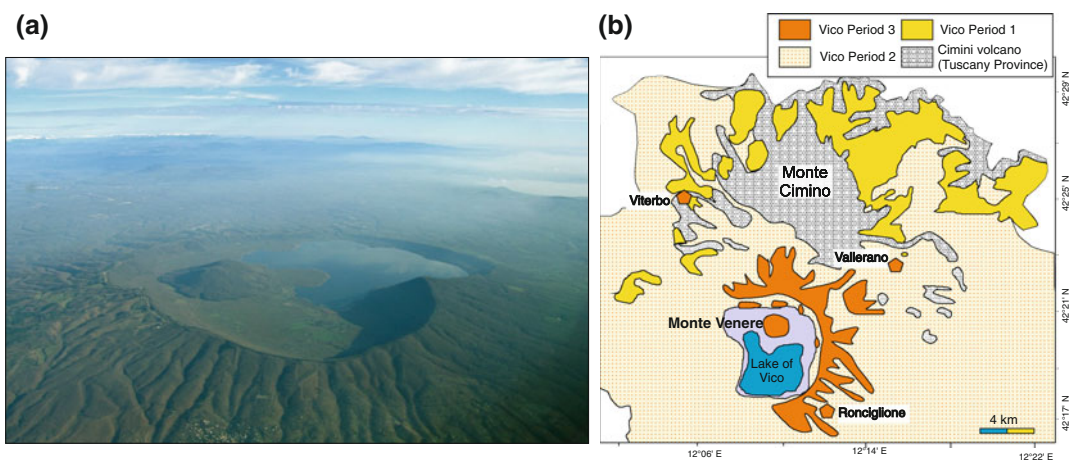 (a)
(b)
Vico Period 3
Vico Period 1
Vico Period 2
Cimini volcano
(Tuscany Province)
42°29' N
Monte
Cimino
42°25' N
Viterbo
Vallerano
42°21' N
Monte Venere
Lake of
Vico
Ronciglione
42°17' N
4 km
12°06' E
12°14' E
12°22' E